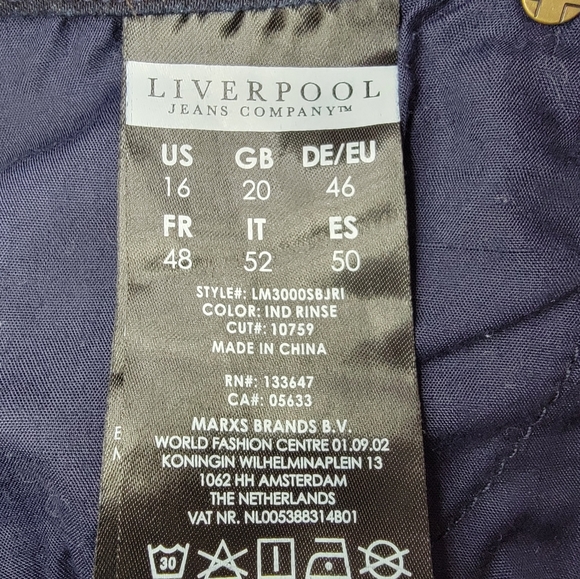 LIVERPOOL
JEANS COMPANY™
US GB DE/EU
16 20 46
FR IT ES
48 52 50
STYLE#: LM3000SBJRI
COLOR: IND RINSE
CUT#: 10759
MADE IN CHINA
RN#: 133647
CA#: 05633
MARXS BRANDS B.V.
WORLD FASHION CENTRE 01.09.02
KONINGIN WILHELMINAPLEIN 13
1062 HH AMSTERDAM
THE NETHERLANDS
VAT NR. NL005388314B01
30